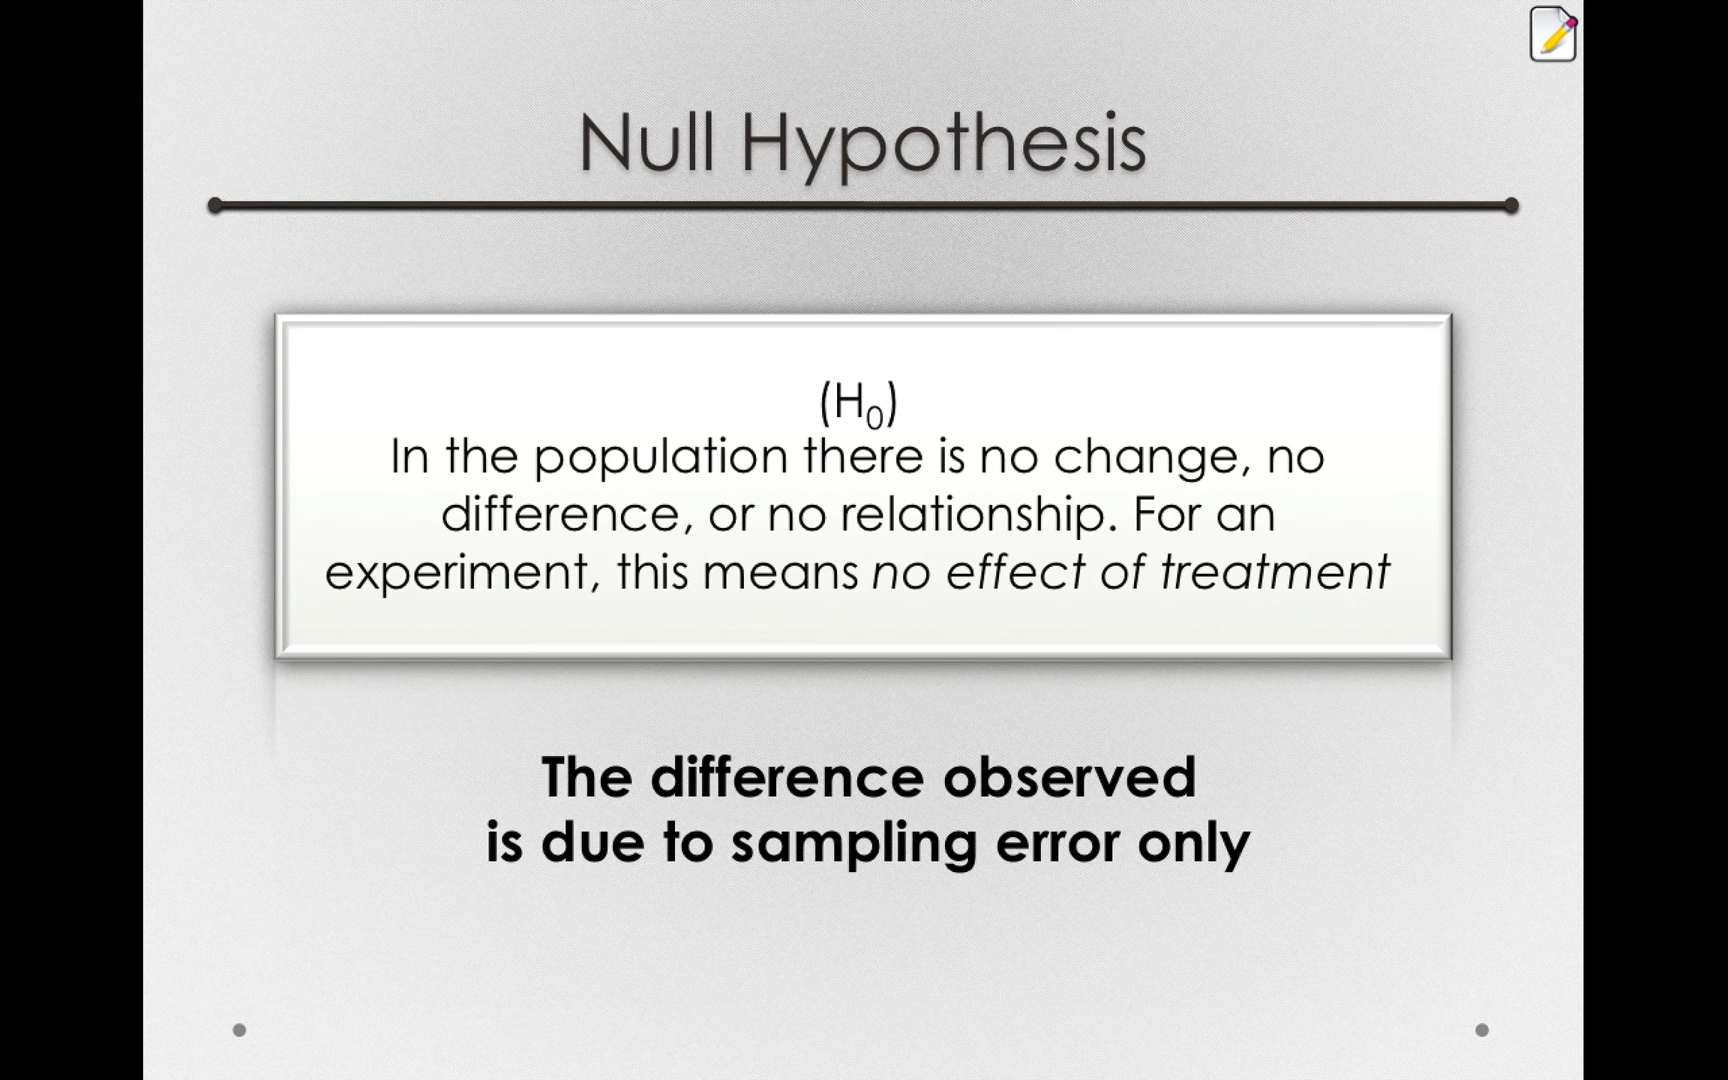 Null Hypothesis
(H₀)
In the population there is no change, no
difference, or no relationship. For an
experiment, this means no effect of treatment
The difference observed
is due to sampling error only